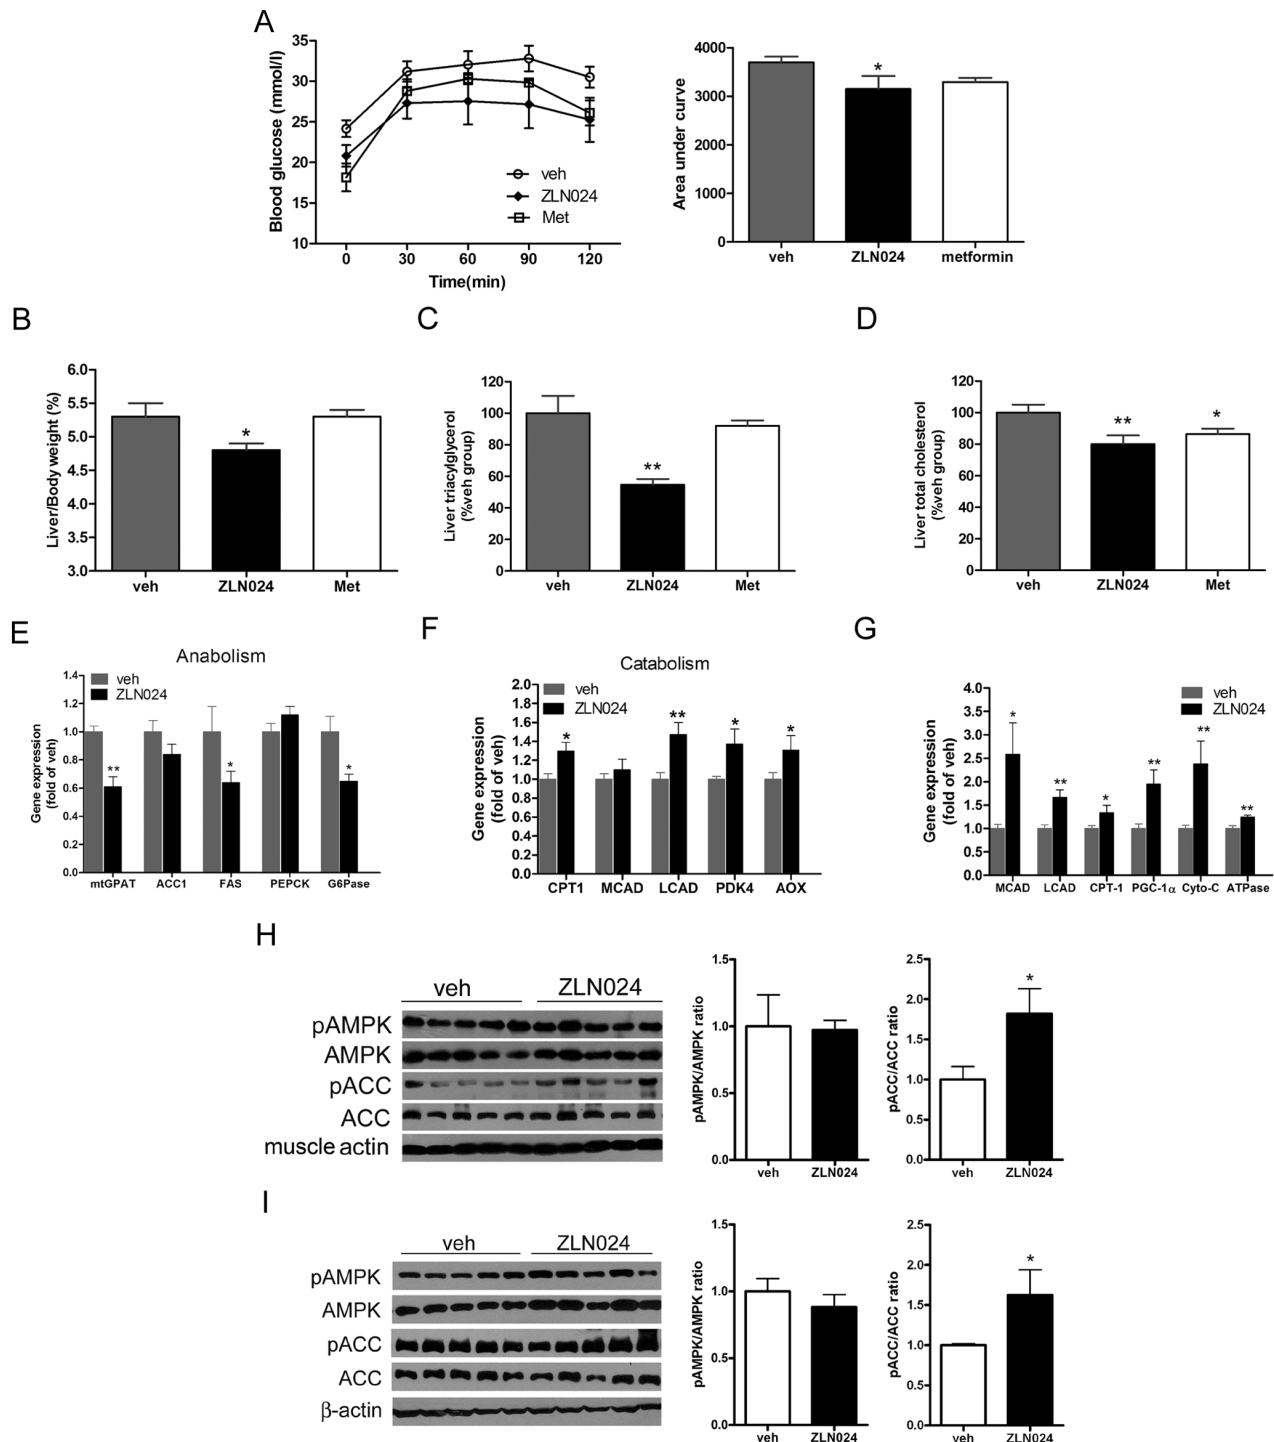 A
Blood glucose (mmol/l)
35
30
25
20
15
10
0 30 60 90 120
Time(min)
veh
ZLN024
Met
Area under curve
4000
3000
2000
1000
0
*
veh ZLN024 metformin
B
Liver/Body weight (%)
6.0
5.5
5.0
4.5
4.0
3.5
3.0
*
veh ZLN024 Met
C
Liver triacylglycerol
(%veh group)
120
100
80
60
40
20
0
**
veh ZLN024 Met
D
Liver total cholesterol
(%veh group)
120
100
80
60
40
20
0
** *
veh ZLN024 Met
E
Anabolism
Gene expression
(fold of veh)
1.4
1.2
1.0
0.8
0.6
0.4
0.2
0.0
veh
ZLN024
** * *
mtGPAT ACC1 FAS PEPCK G6Pase
F
Catabolism
Gene expression
(fold of veh)
2.0
1.8
1.6
1.4
1.2
1.0
0.8
0.6
0.4
0.2
0.0
veh
ZLN024
* ** * *
CPT1 MCAD LCAD PDK4 AOX
G
Gene expression
(fold of veh)
4.0
3.5
3.0
2.5
2.0
1.5
1.0
0.5
0.0
veh
ZLN024
* ** * ** ** **
MCAD LCAD CPT-1 PGC-1α Cyto-C ATPase
H
veh ZLN024
pAMPK
AMPK
pACC
ACC
muscle actin
pAMPK/AMPK ratio
1.5
1.0
0.5
0.0
veh ZLN024
pACC/ACC ratio
2.5
2.0
1.5
1.0
0.5
0.0
*
veh ZLN024
I
veh ZLN024
pAMPK
AMPK
pACC
ACC
β-actin
pAMPK/AMPK ratio
1.5
1.0
0.5
0.0
veh ZLN024
pACC/ACC ratio
2.5
2.0
1.5
1.0
0.5
0.0
*
veh ZLN024